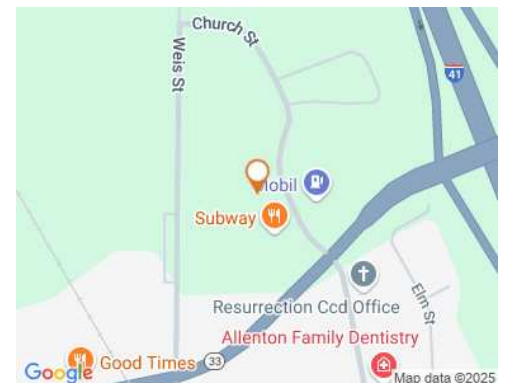 Church St
Weis St
41
Mobil
Subway
Resurrection Ccd Office
Elm St
Allenton Family Dentistry
Good Times
33
Google
Map data ©2025